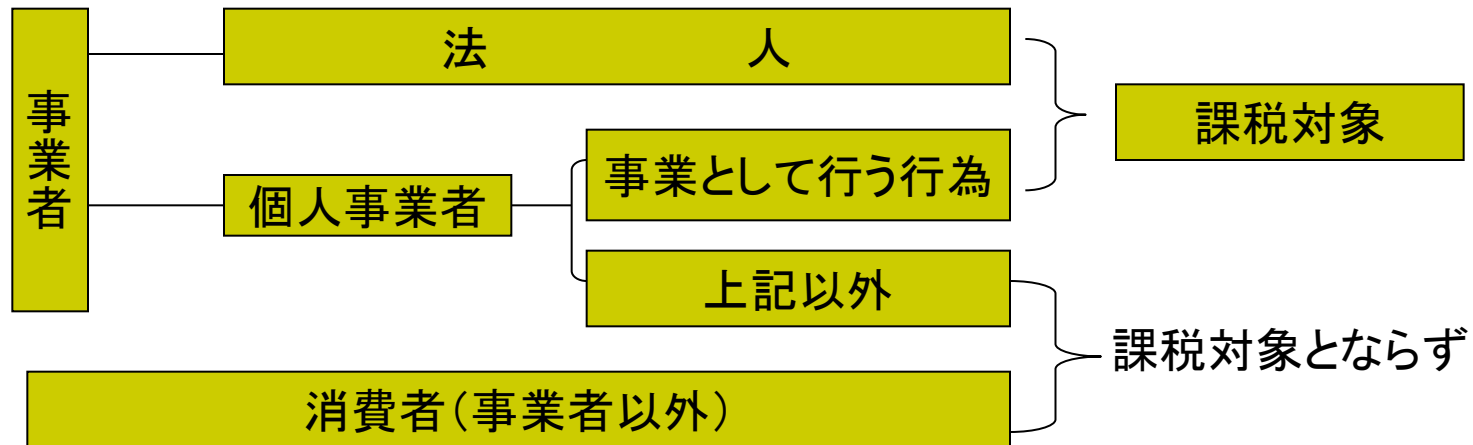 事業者
法　　　　　人
課税対象
個人事業者
事業として行う行為
上記以外
課税対象とならず
消費者（事業者以外）